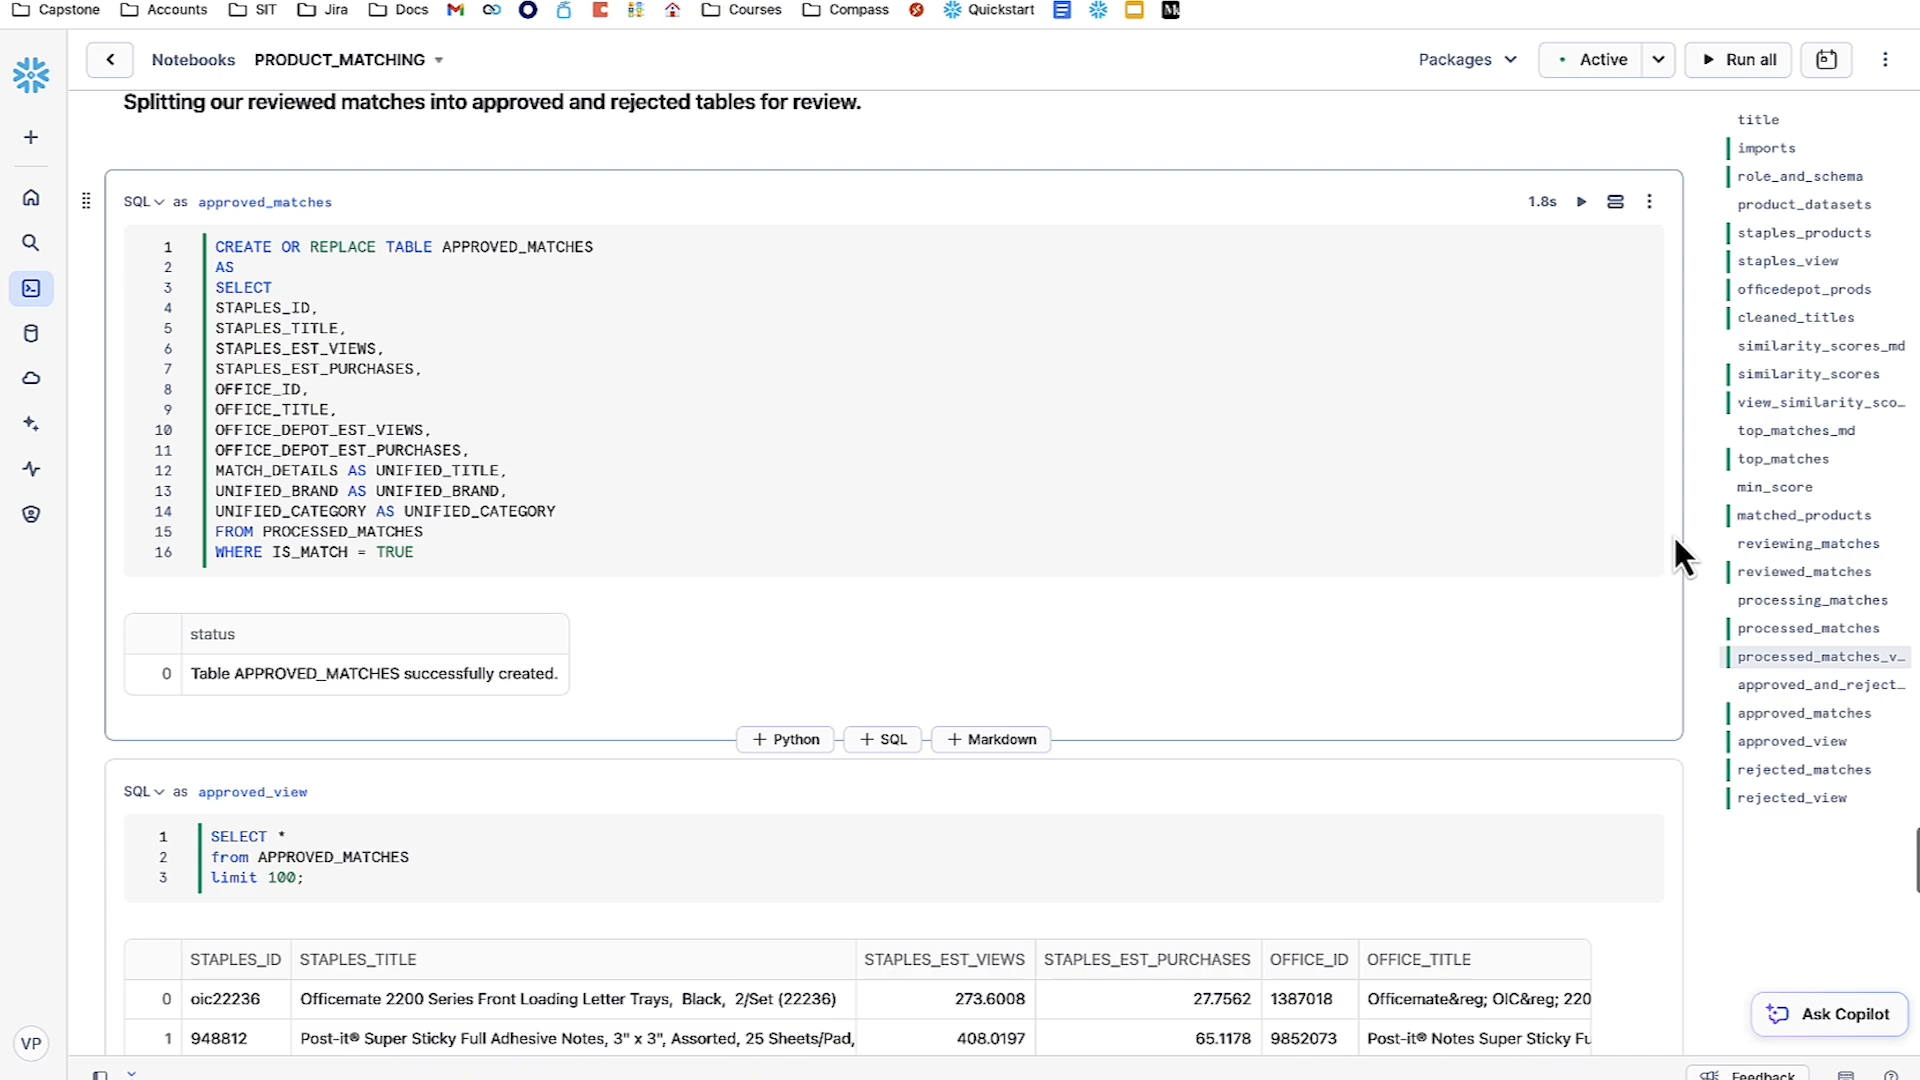 Capstone Accounts SIT Jira Docs Courses Compass Quickstart
Notebooks PRODUCT_MATCHING Packages Active Run all
Splitting our reviewed matches into approved and rejected tables for review.
SQL as approved_matches 1.8s
1 CREATE OR REPLACE TABLE APPROVED_MATCHES
2 AS
3 SELECT
4 STAPLES_ID,
5 STAPLES_TITLE,
6 STAPLES_EST_VIEWS,
7 STAPLES_EST_PURCHASES,
8 OFFICE_ID,
9 OFFICE_TITLE,
10 OFFICE_DEPOT_EST_VIEWS,
11 OFFICE_DEPOT_EST_PURCHASES,
12 MATCH_DETAILS AS UNIFIED_TITLE,
13 UNIFIED_BRAND AS UNIFIED_BRAND,
14 UNIFIED_CATEGORY AS UNIFIED_CATEGORY
15 FROM PROCESSED_MATCHES
16 WHERE IS_MATCH = TRUE
status
0 Table APPROVED_MATCHES successfully created.
+ Python + SQL + Markdown
SQL as approved_view
1 SELECT *
2 from APPROVED_MATCHES
3 limit 100;
STAPLES_ID STAPLES_TITLE STAPLES_EST_VIEWS STAPLES_EST_PURCHASES OFFICE_ID OFFICE_TITLE
0 oic22236 Officemate 2200 Series Front Loading Letter Trays, Black, 2/Set (22236) 273.6008 27.7562 1387018 Officemate&reg; OIC&reg; 220
1 948812 Post-it® Super Sticky Full Adhesive Notes, 3" x 3", Assorted, 25 Sheets/Pad, 408.0197 65.1178 9852073 Post-it® Notes Super Sticky Fu
title
imports
role_and_schema
product_datasets
staples_products
staples_view
officedepot_prods
cleaned_titles
similarity_scores_md
similarity_scores
view_similarity_sco…
top_matches_md
top_matches
min_score
matched_products
reviewing_matches
reviewed_matches
processing_matches
processed_matches
processed_matches_v…
approved_and_reject…
approved_matches
approved_view
rejected_matches
rejected_view
Ask Copilot
VP
Feedback